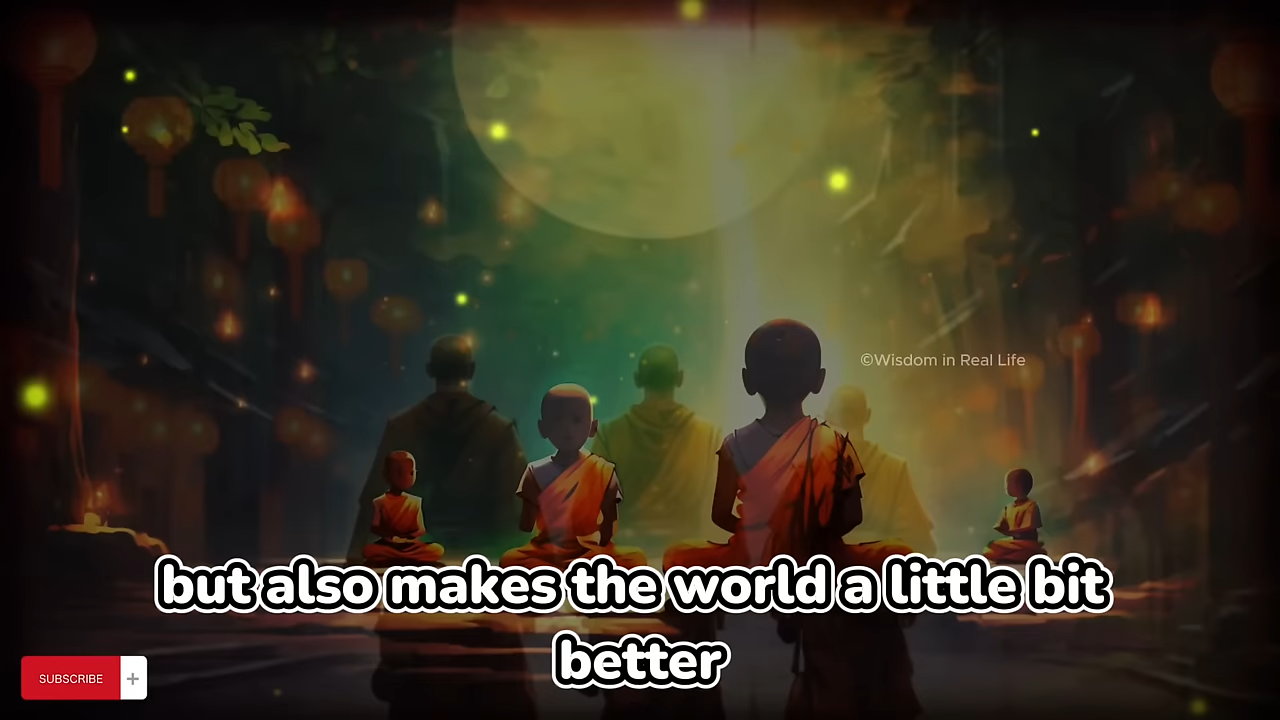 ©Wisdom in Real Life
but also makes the world a little bit
better
SUBSCRIBE +